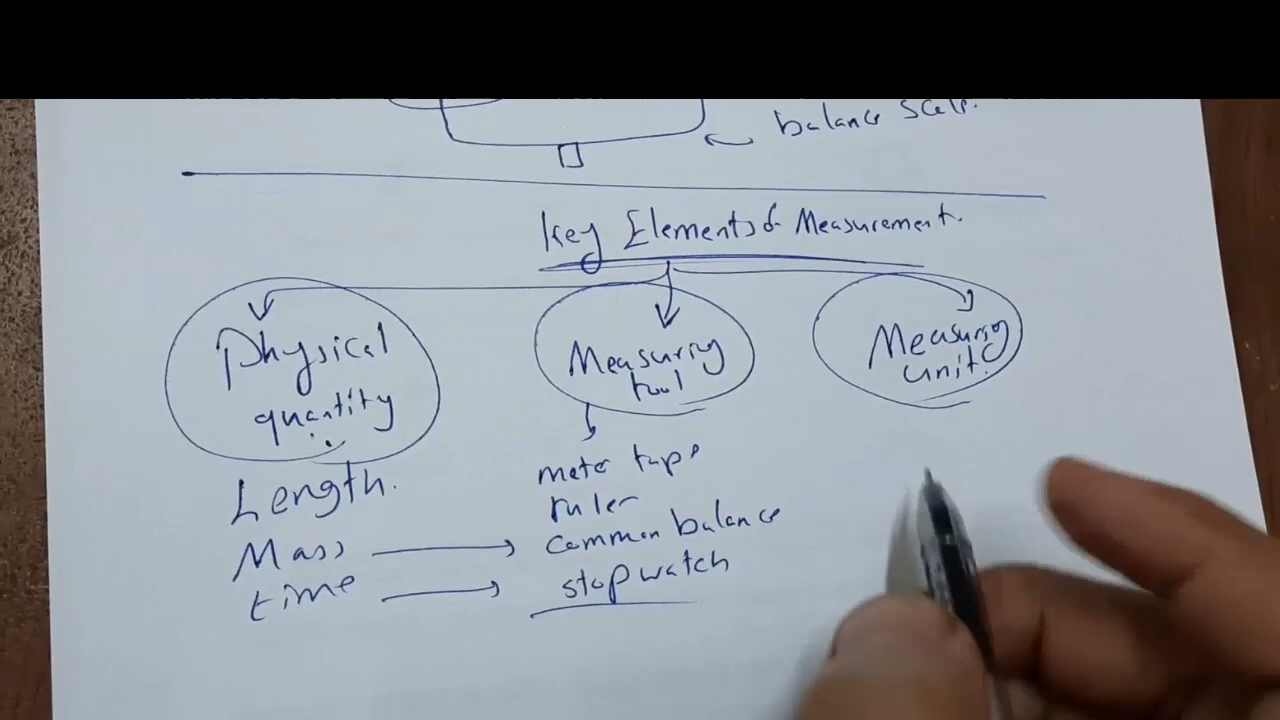 balance scale.
Key Elements of Measurement.
Physical
quantity
Measuring
tool
Measuring
unit.
Length.
Mass
time
meter tape
ruler
common balance
stopwatch